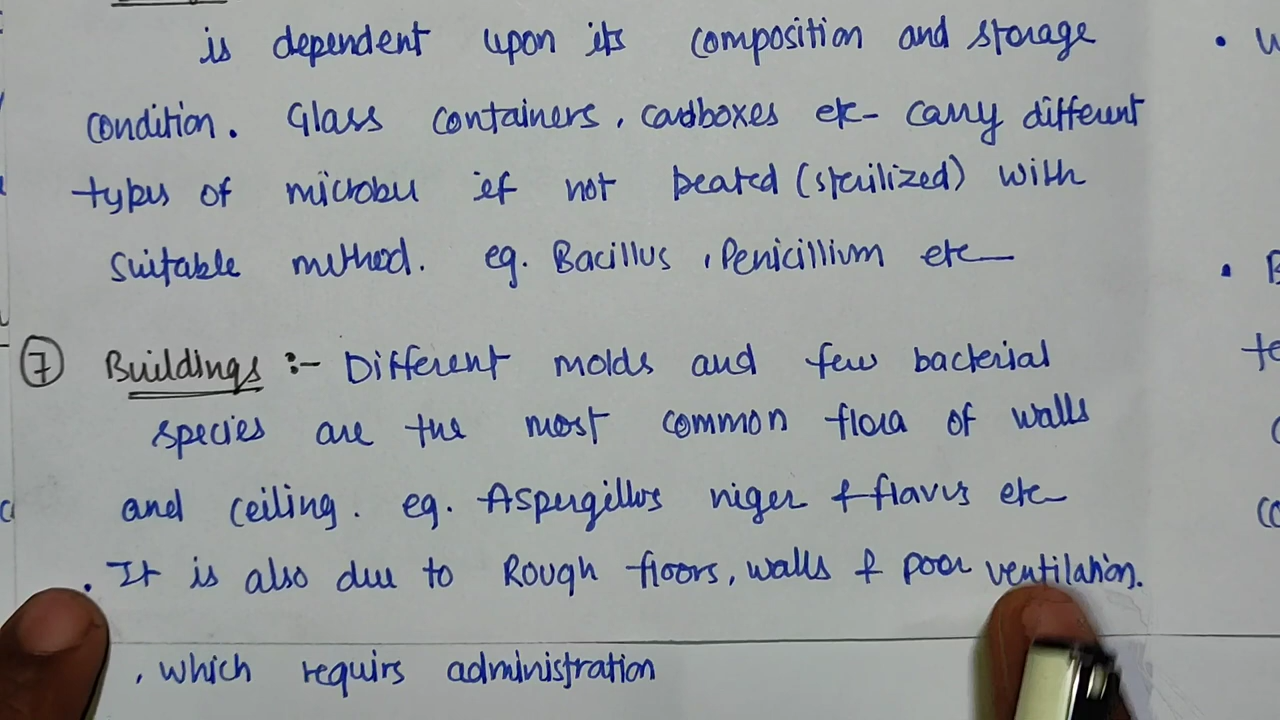 is dependent upon its composition and storage
condition. Glass containers, cardboxes etc- carry different
types of microbes if not treated (sterilized) with
suitable method. eg. Bacillus, Penicillium etc
⑦ Buildings :- Different molds and few bacterial
species are the most common flora of walls
and ceiling. eg. Aspergillus niger & flavus etc
. It is also due to Rough floors, walls & poor ventilation.
, which requirs administration